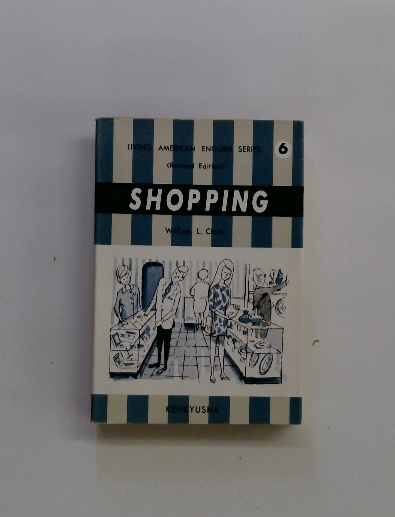 LIVING AMERICAN ENGLISH SERIES 6
(Revised Edition)
SHOPPING
William L. Clark
KENKYUSHA